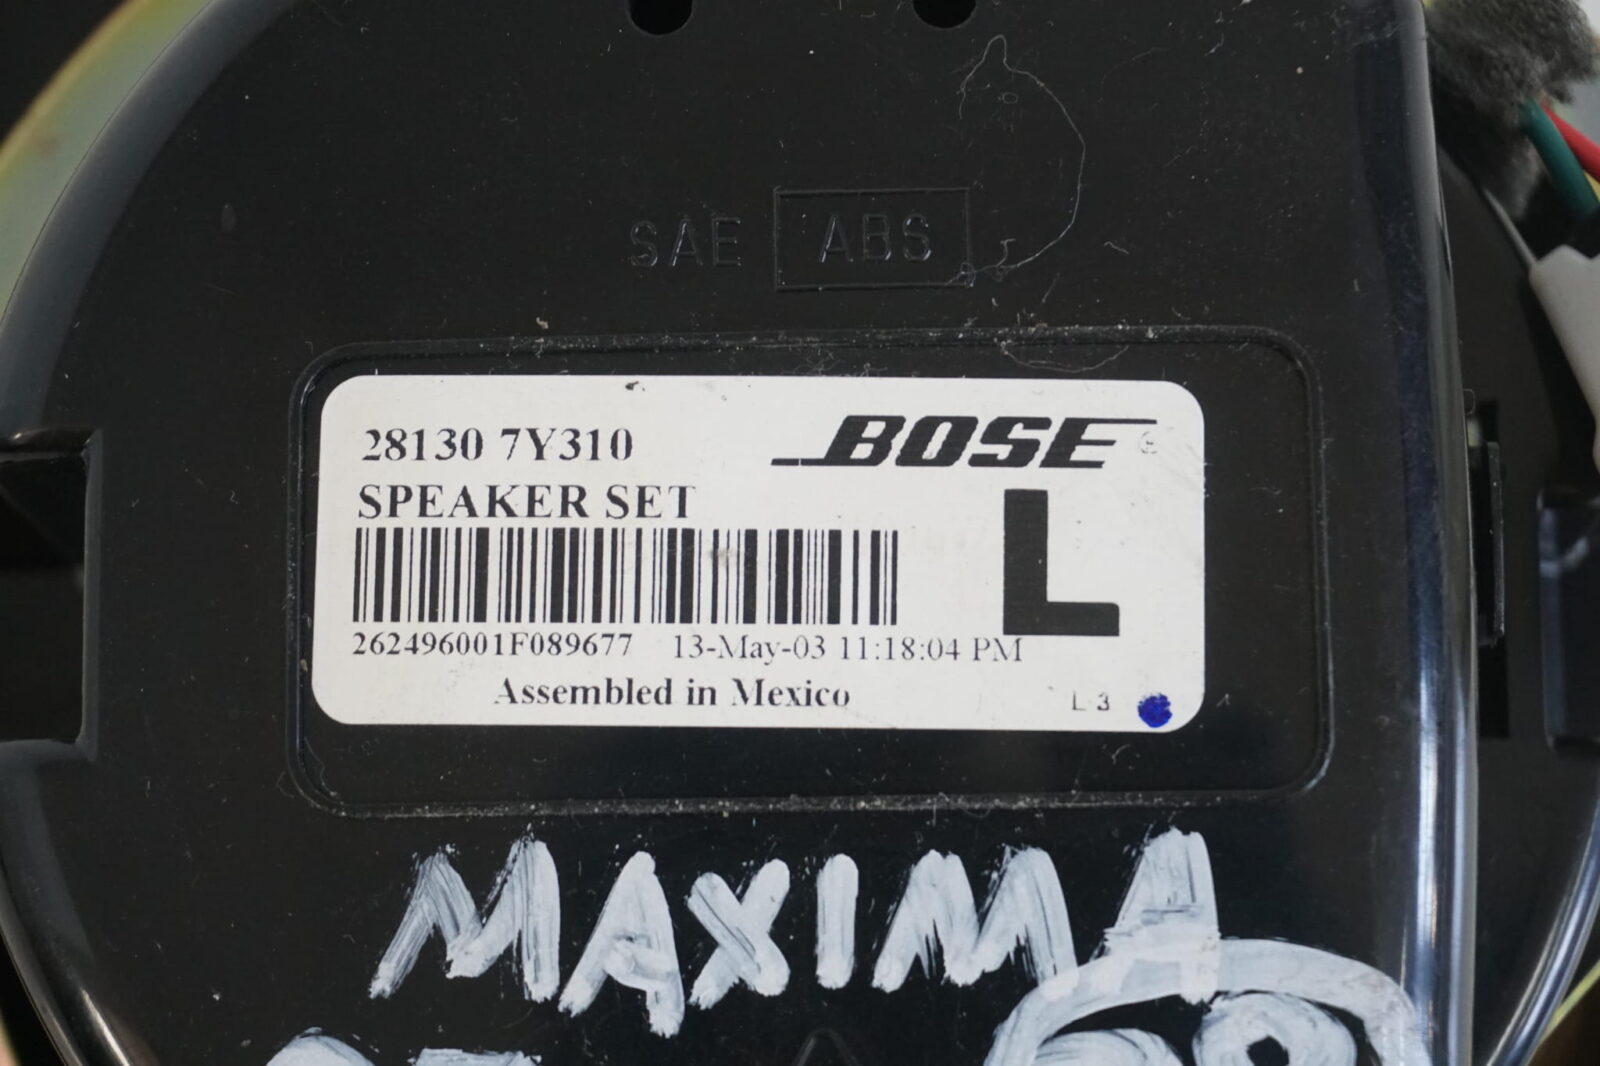 SAE ABS
28130 7Y310 BOSE
SPEAKER SET
L
262496001F089677 13-May-03 11:18:04 PM
Assembled in Mexico
L 3
MAXIMA